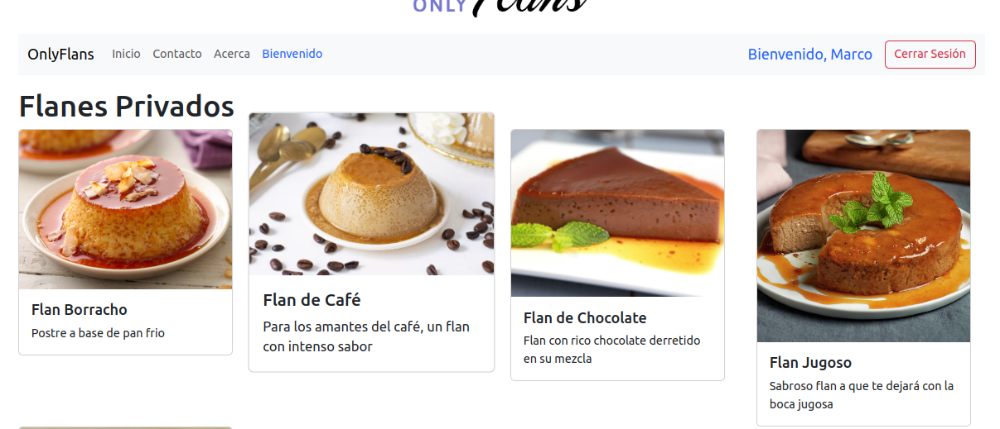 ONLY Flans
OnlyFlans Inicio Contacto Acerca Bienvenido Bienvenido, Marco Cerrar Sesión
Flanes Privados
Flan Borracho
Postre a base de pan frio
Flan de Café
Para los amantes del café, un flan
con intenso sabor
Flan de Chocolate
Flan con rico chocolate derretido
en su mezcla
Flan Jugoso
Sabroso flan a que te dejará con la
boca jugosa